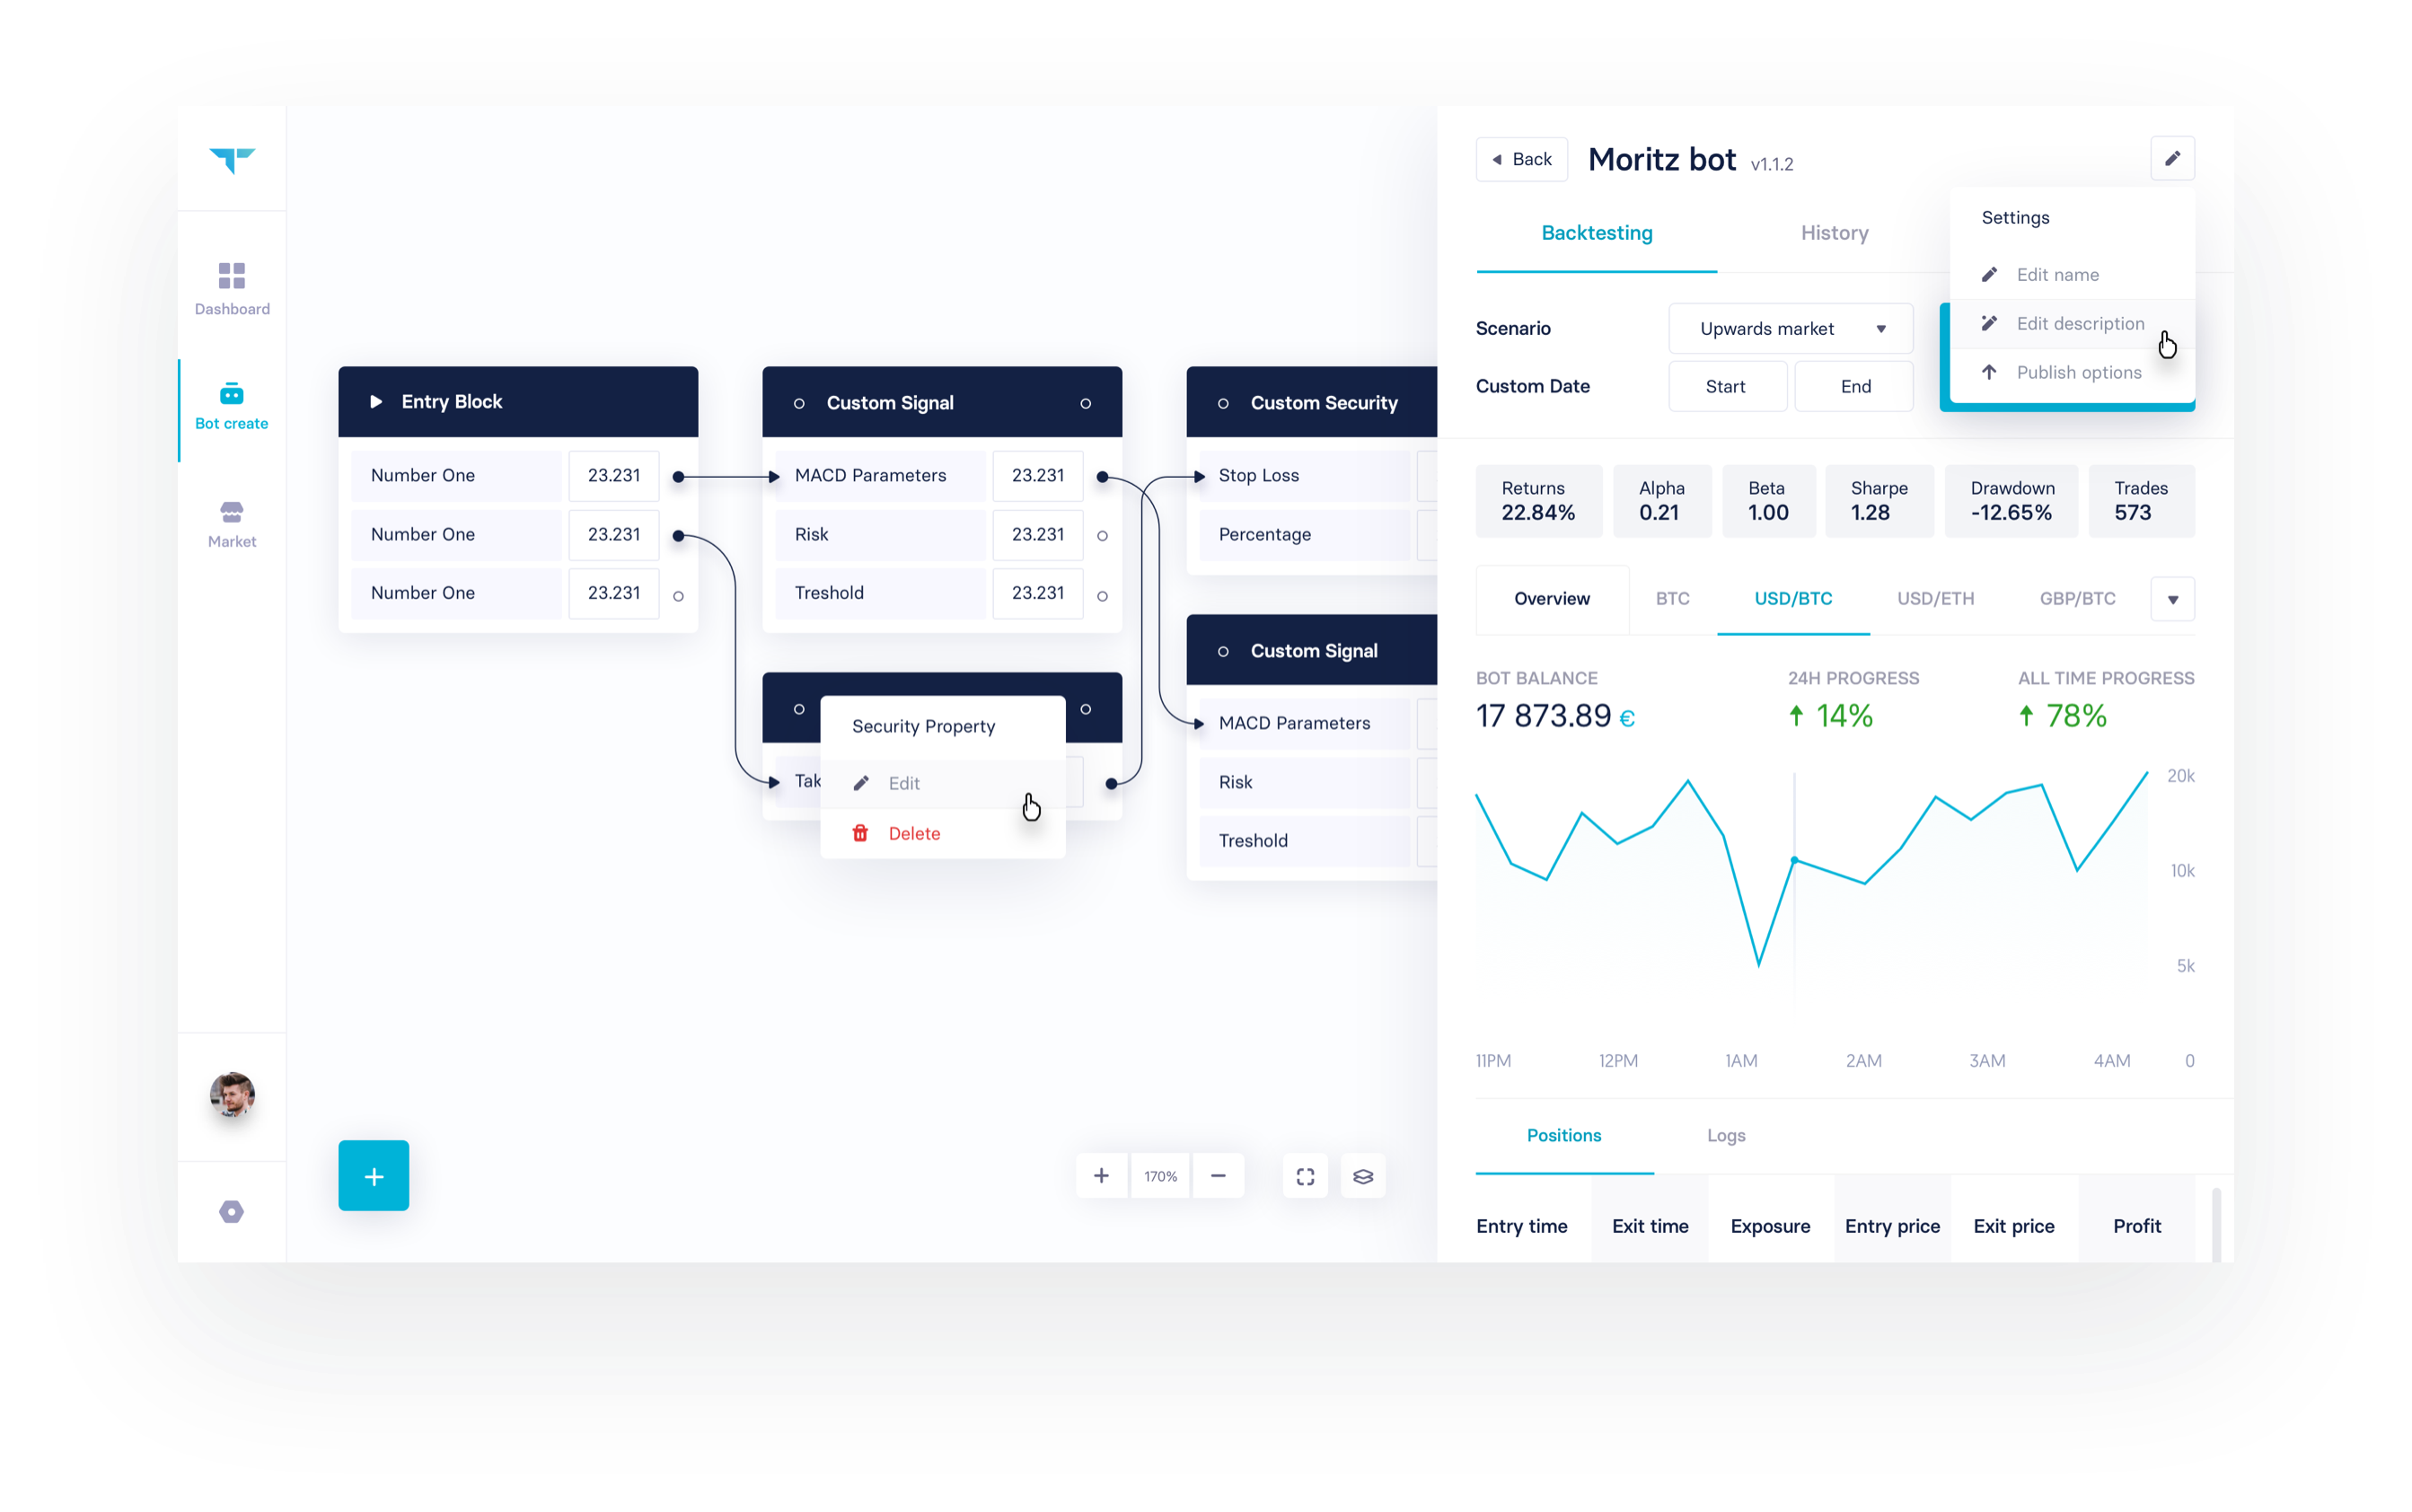 Dashboard
Bot create
Market
Entry Block
Number One 23.231
Number One 23.231
Number One 23.231
Custom Signal
MACD Parameters 23.231
Risk 23.231
Treshold 23.231
Security Property
Edit
Delete
Custom Security
Stop Loss
Percentage
Custom Signal
MACD Parameters
Risk
Treshold
170%
Back
Moritz bot v1.1.2
Backtesting
History
Settings
Edit name
Edit description
Publish options
Scenario
Upwards market
Custom Date
Start
End
Returns
22.84%
Alpha
0.21
Beta
1.00
Sharpe
1.28
Drawdown
-12.65%
Trades
573
Overview
BTC
USD/BTC
USD/ETH
GBP/BTC
BOT BALANCE
17 873.89 €
24H PROGRESS
14%
ALL TIME PROGRESS
78%
20k
10k
5k
11PM 12PM 1AM 2AM 3AM 4AM 0
Positions
Logs
Entry time Exit time Exposure Entry price Exit price Profit